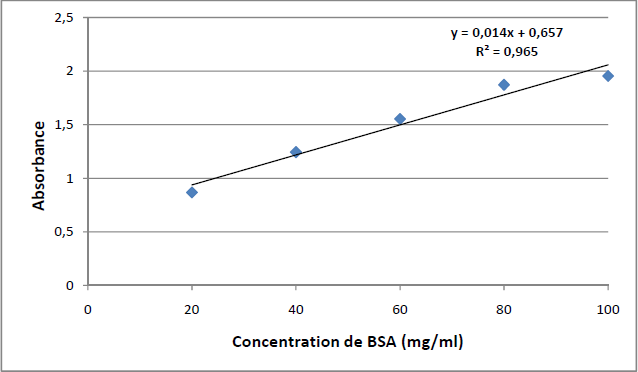 y = 0,014x + 0,657
R² = 0,965
2,5
2
1,5
1
0,5
0
Absorbance
0 20 40 60 80 100
Concentration de BSA (mg/ml)